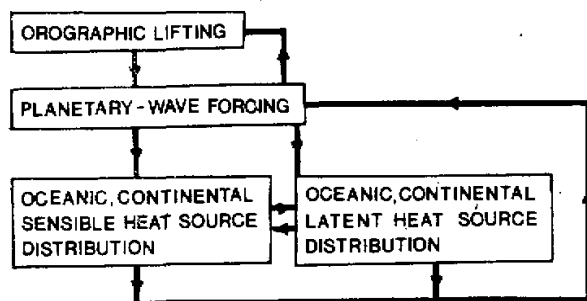 OROGRAPHIC LIFTING
PLANETARY-WAVE FORCING
OCEANIC, CONTINENTAL
SENSIBLE HEAT SOURCE
DISTRIBUTION
OCEANIC, CONTINENTAL
LATENT HEAT SOURCE
DISTRIBUTION